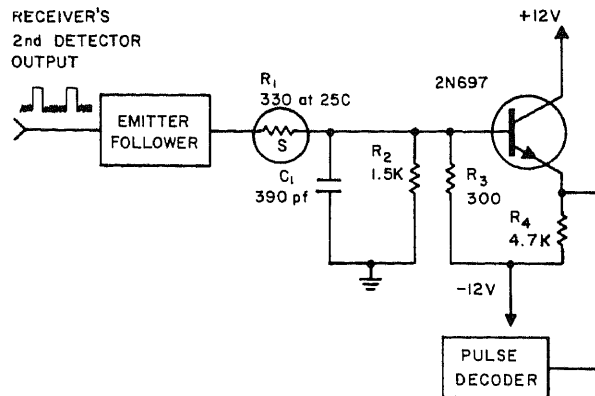 RECEIVER'S
2nd DETECTOR
OUTPUT
EMITTER
FOLLOWER
R1
330 at 25C
S
C1
390 pf
R2
1.5K
R3
300
2N697
+12V
R4
4.7K
-12V
PULSE
DECODER